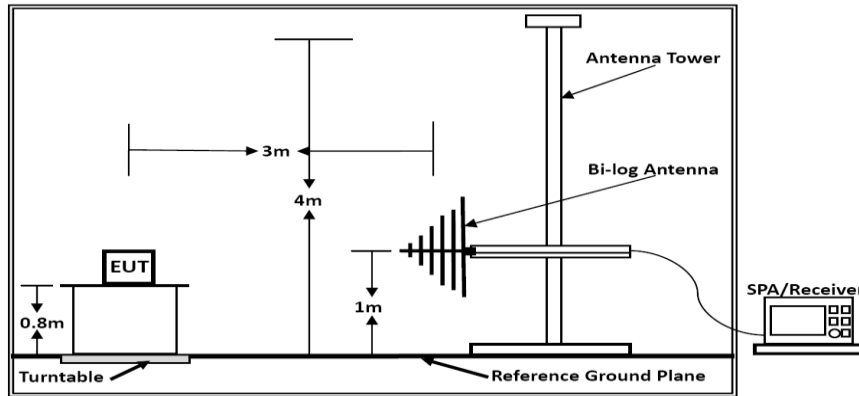 Antenna Tower
3m
Bi-log Antenna
4m
EUT
0.8m
1m
SPA/Receiver
Turntable
Reference Ground Plane